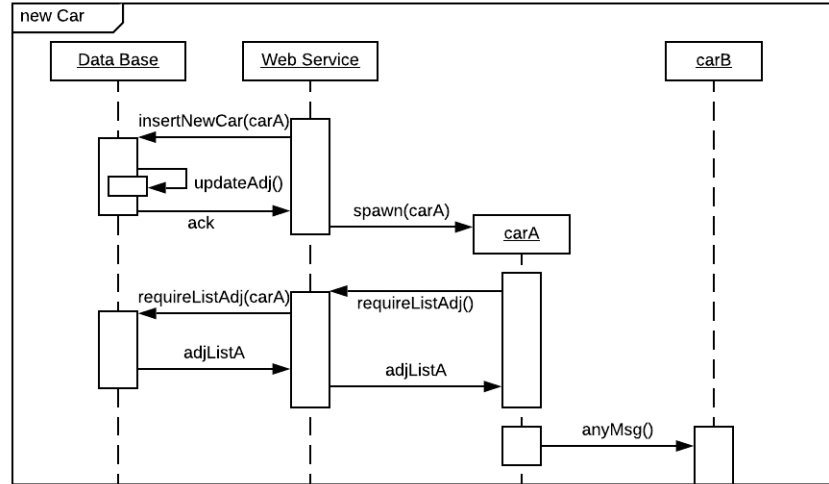 new Car
Data Base
Web Service
carB
insertNewCar(carA)
updateAdj()
ack
spawn(carA)
carA
requireListAdj(carA)
requireListAdj()
adjListA
adjListA
anyMsg()